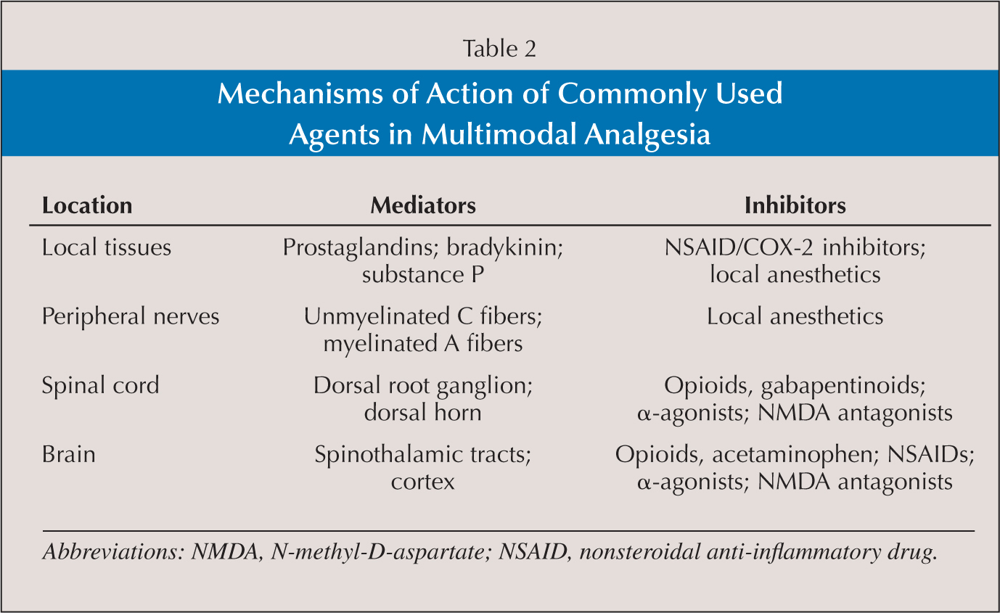 Table 2
Mechanisms of Action of Commonly Used
Agents in Multimodal Analgesia
Location Mediators Inhibitors
Local tissues Prostaglandins; bradykinin; NSAID/COX-2 inhibitors;
substance P local anesthetics
Peripheral nerves Unmyelinated C fibers; Local anesthetics
myelinated A fibers
Spinal cord Dorsal root ganglion; Opioids, gabapentinoids;
dorsal horn α-agonists; NMDA antagonists
Brain Spinothalamic tracts; Opioids, acetaminophen; NSAIDs;
cortex α-agonists; NMDA antagonists
Abbreviations: NMDA, N-methyl-D-aspartate; NSAID, nonsteroidal anti-inflammatory drug.